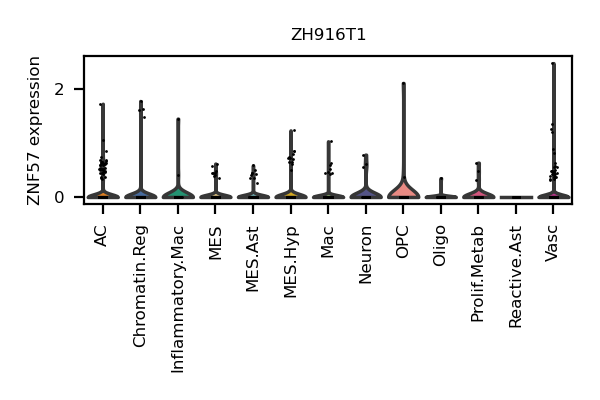 ZH916T1
ZNF57 expression
2
0
AC
Chromatin.Reg
Inflammatory.Mac
MES
MES.Ast
MES.Hyp
Mac
Neuron
OPC
Oligo
Prolif.Metab
Reactive.Ast
Vasc